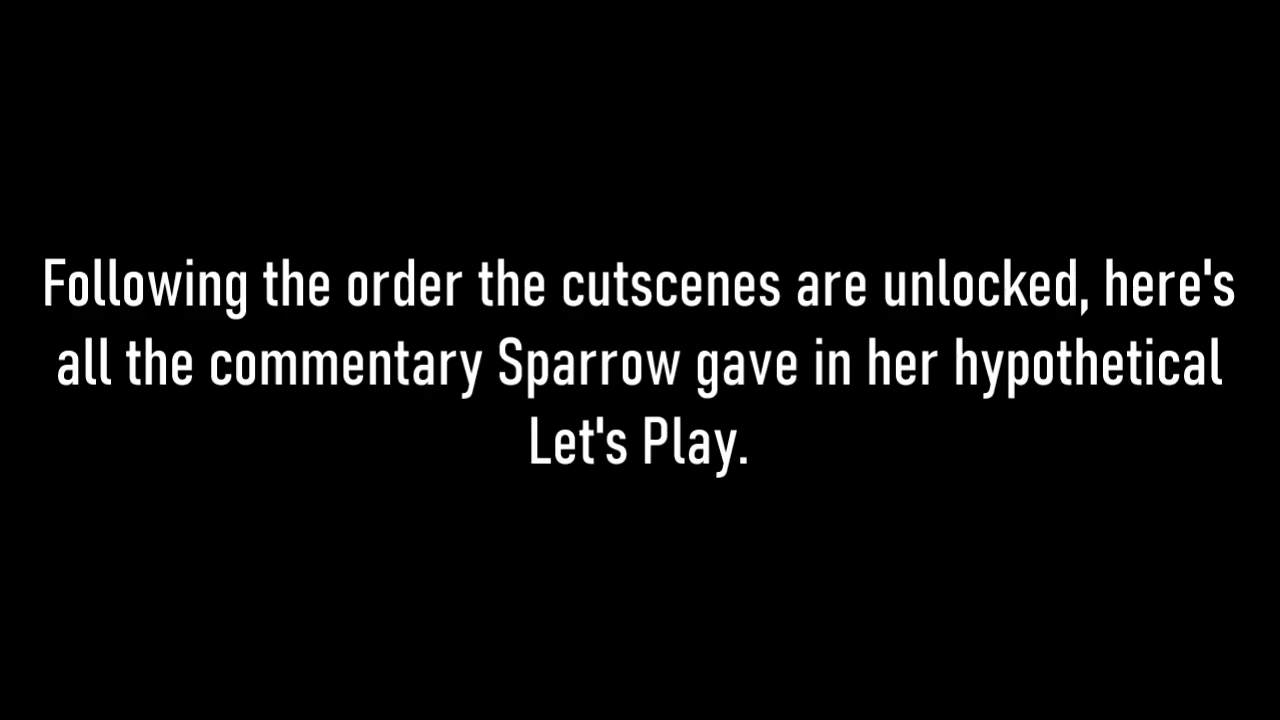 Following the order the cutscenes are unlocked, here's
all the commentary Sparrow gave in her hypothetical
Let's Play.